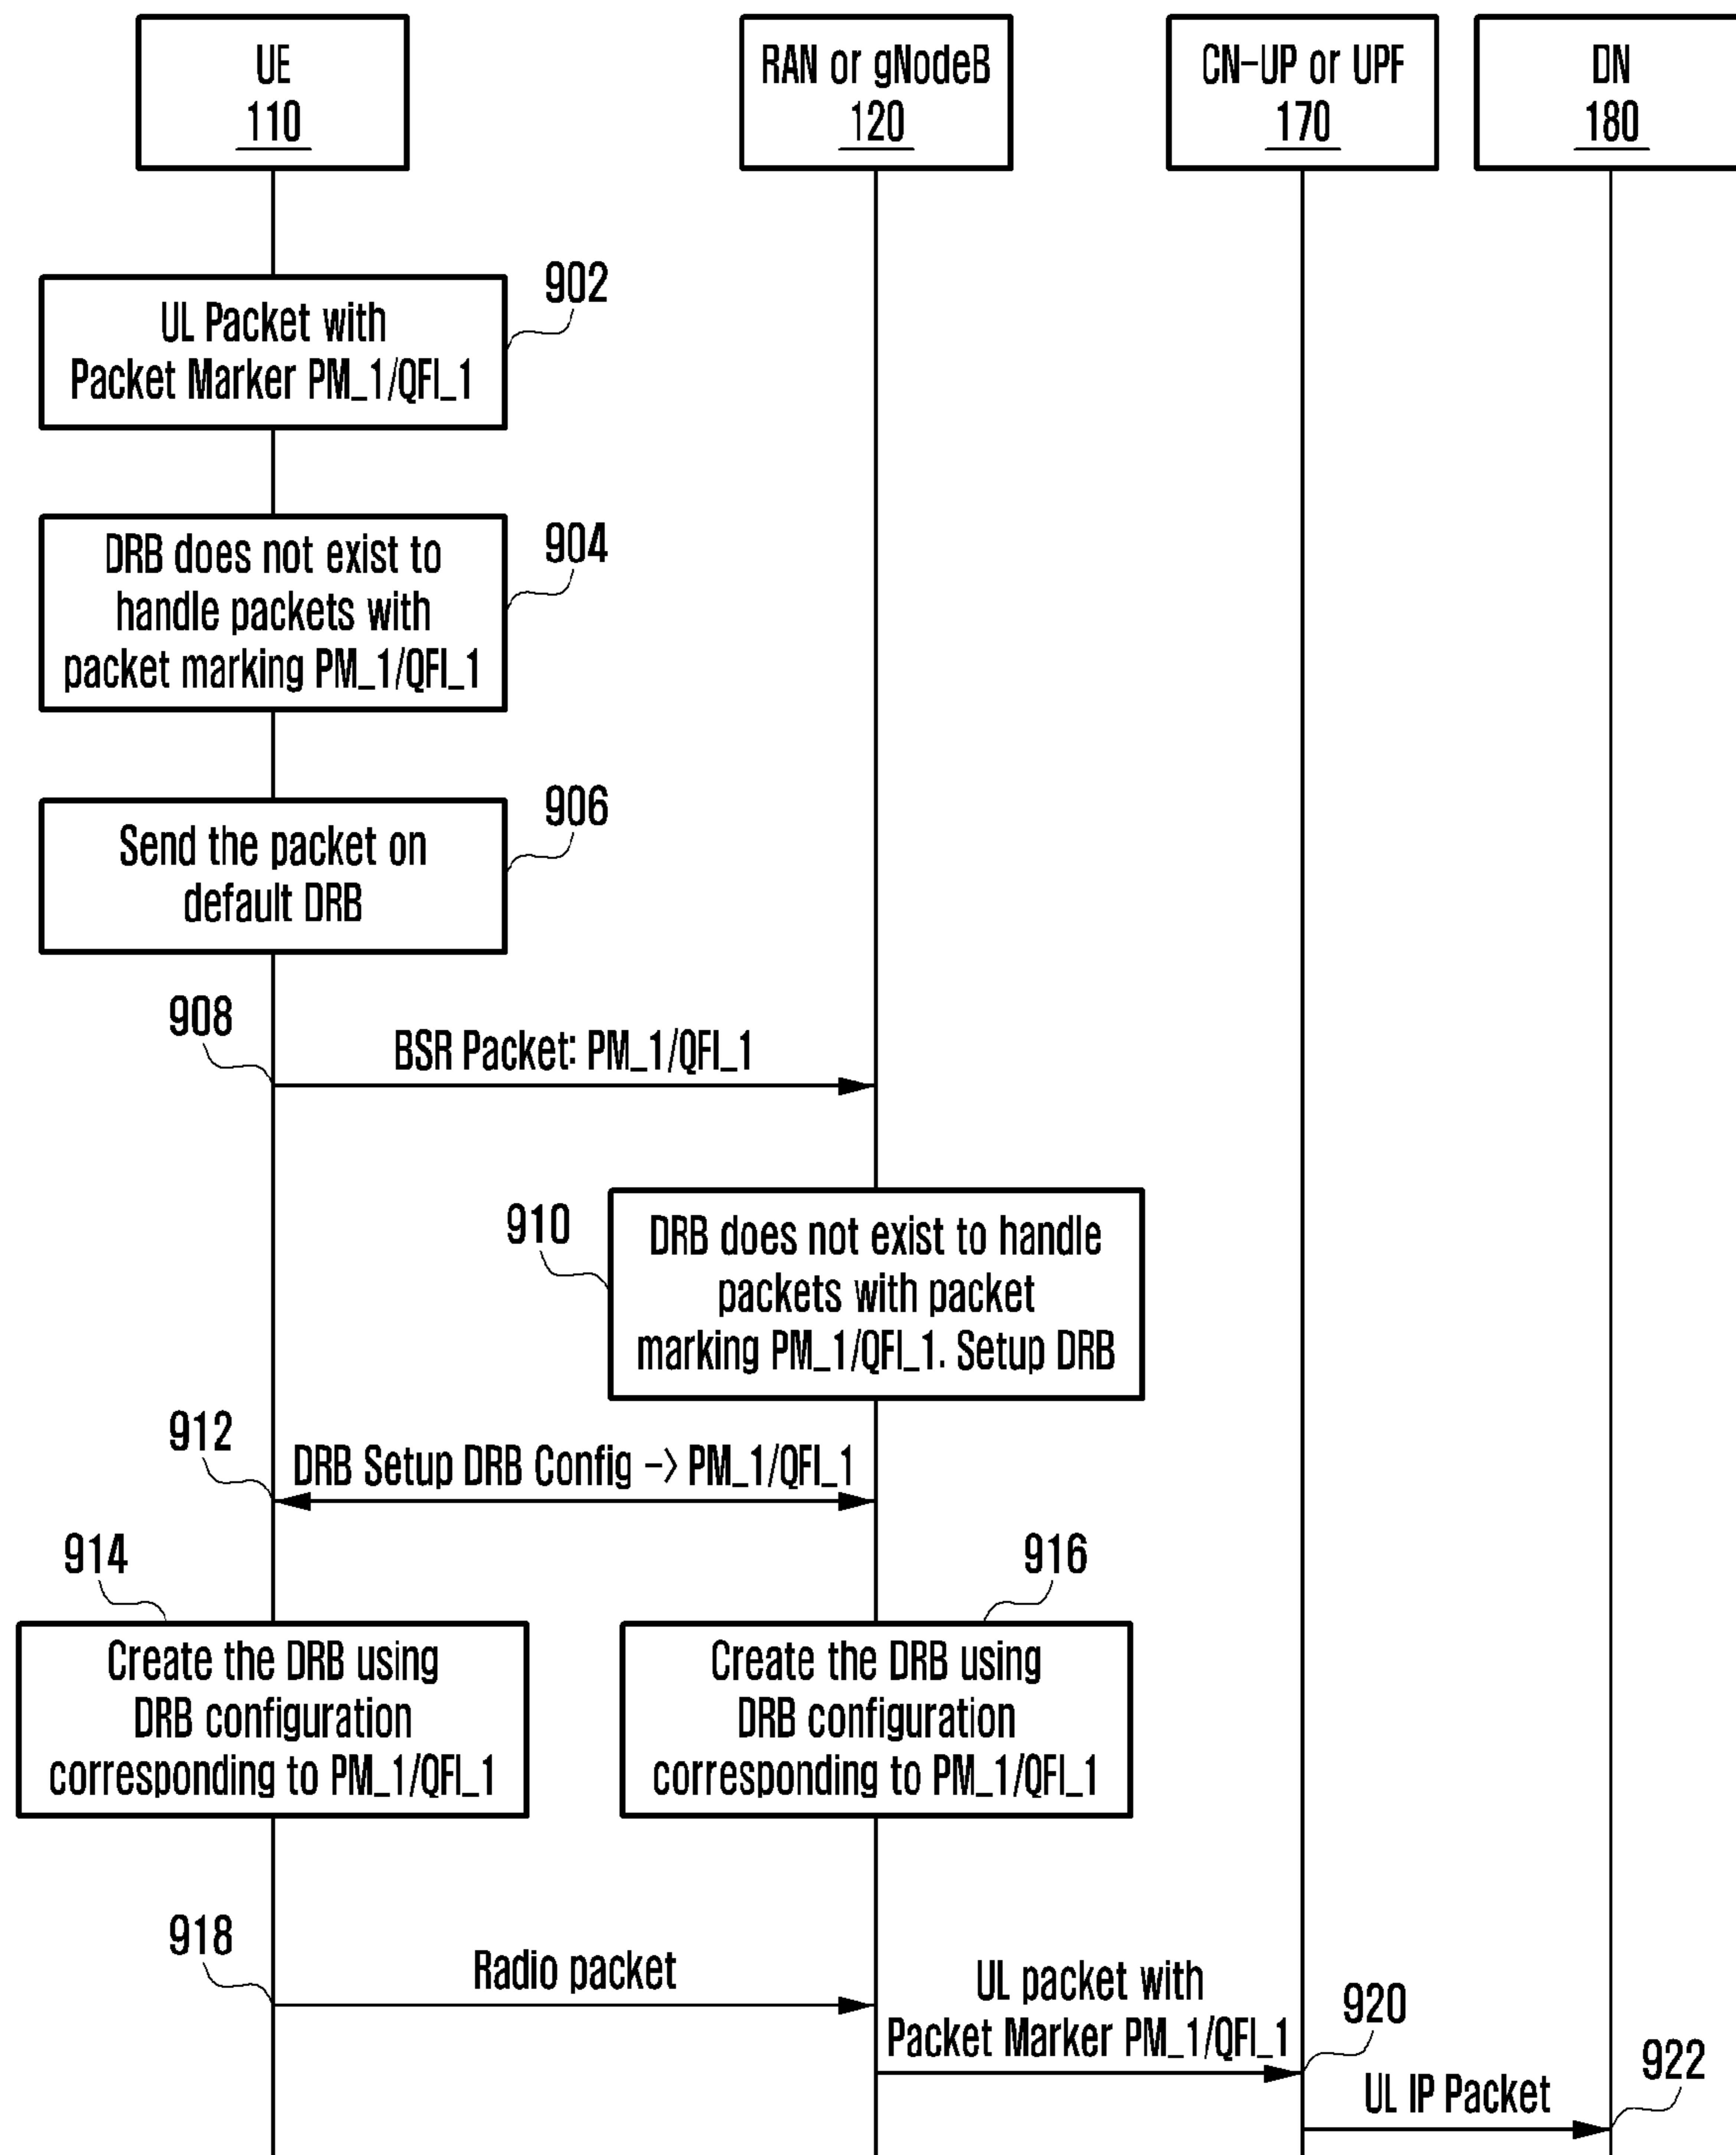 UE
110
RAN or gNodeB
120
CN-UP or UPF
170
DN
180
902
UL Packet with
Packet Marker PM_1/QFI_1
904
DRB does not exist to
handle packets with
packet marking PM_1/QFI_1
906
Send the packet on
default DRB
908
BSR Packet: PM_1/QFI_1
910
DRB does not exist to handle
packets with packet
marking PM_1/QFI_1. Setup DRB
912
DRB Setup DRB Config -> PM_1/QFI_1
914
916
Create the DRB using
DRB configuration
corresponding to PM_1/QFI_1
Create the DRB using
DRB configuration
corresponding to PM_1/QFI_1
918
Radio packet
UL packet with
Packet Marker PM_1/QFI_1
920
UL IP Packet
922